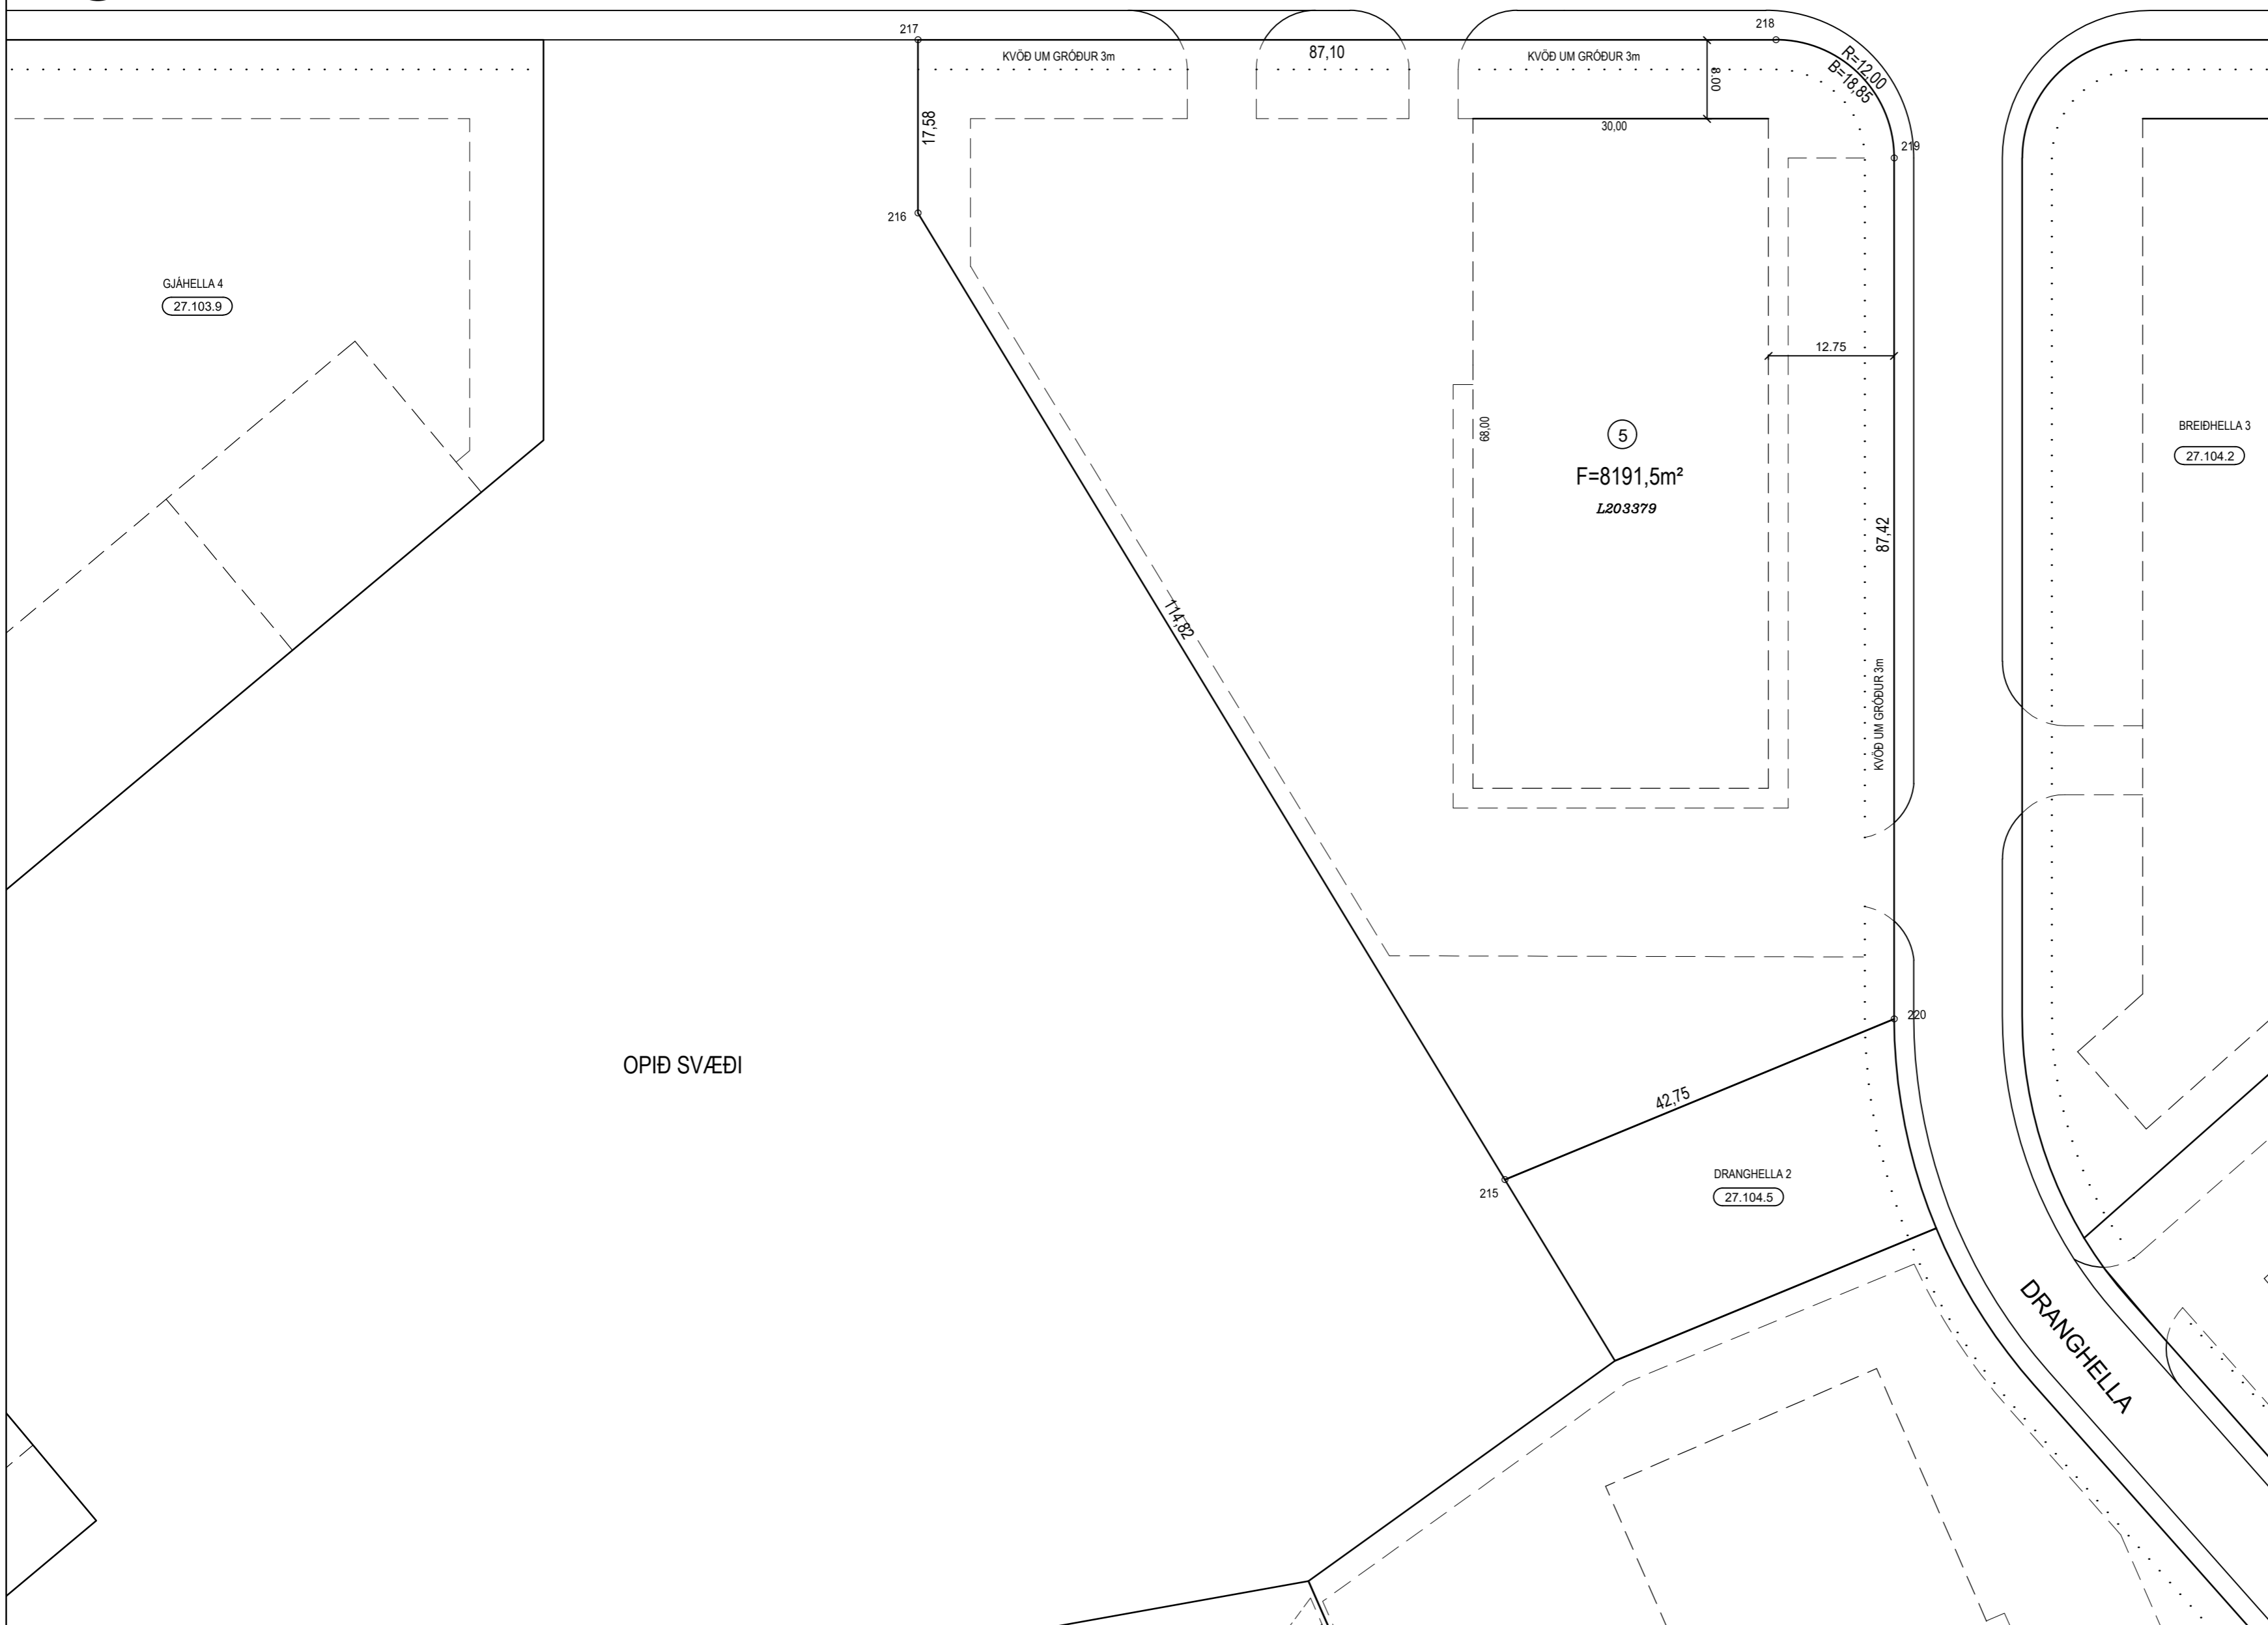 217
218
KVÖÐ UM GRÓÐUR 3m
87,10
KVÖÐ UM GRÓÐUR 3m
8.00
R=12,00
B=18,85
17,58
30,00
219
216
GJÁHELLA 4
27.103.9
12.75
68,00
5
F=8191,5m²
L203379
87,42
BREIÐHELLA 3
27.104.2
114,82
KVÖÐ UM GRÓÐUR 3m
220
OPIÐ SVÆÐI
42,75
215
DRANGHELLA 2
27.104.5
DRANGHELLA